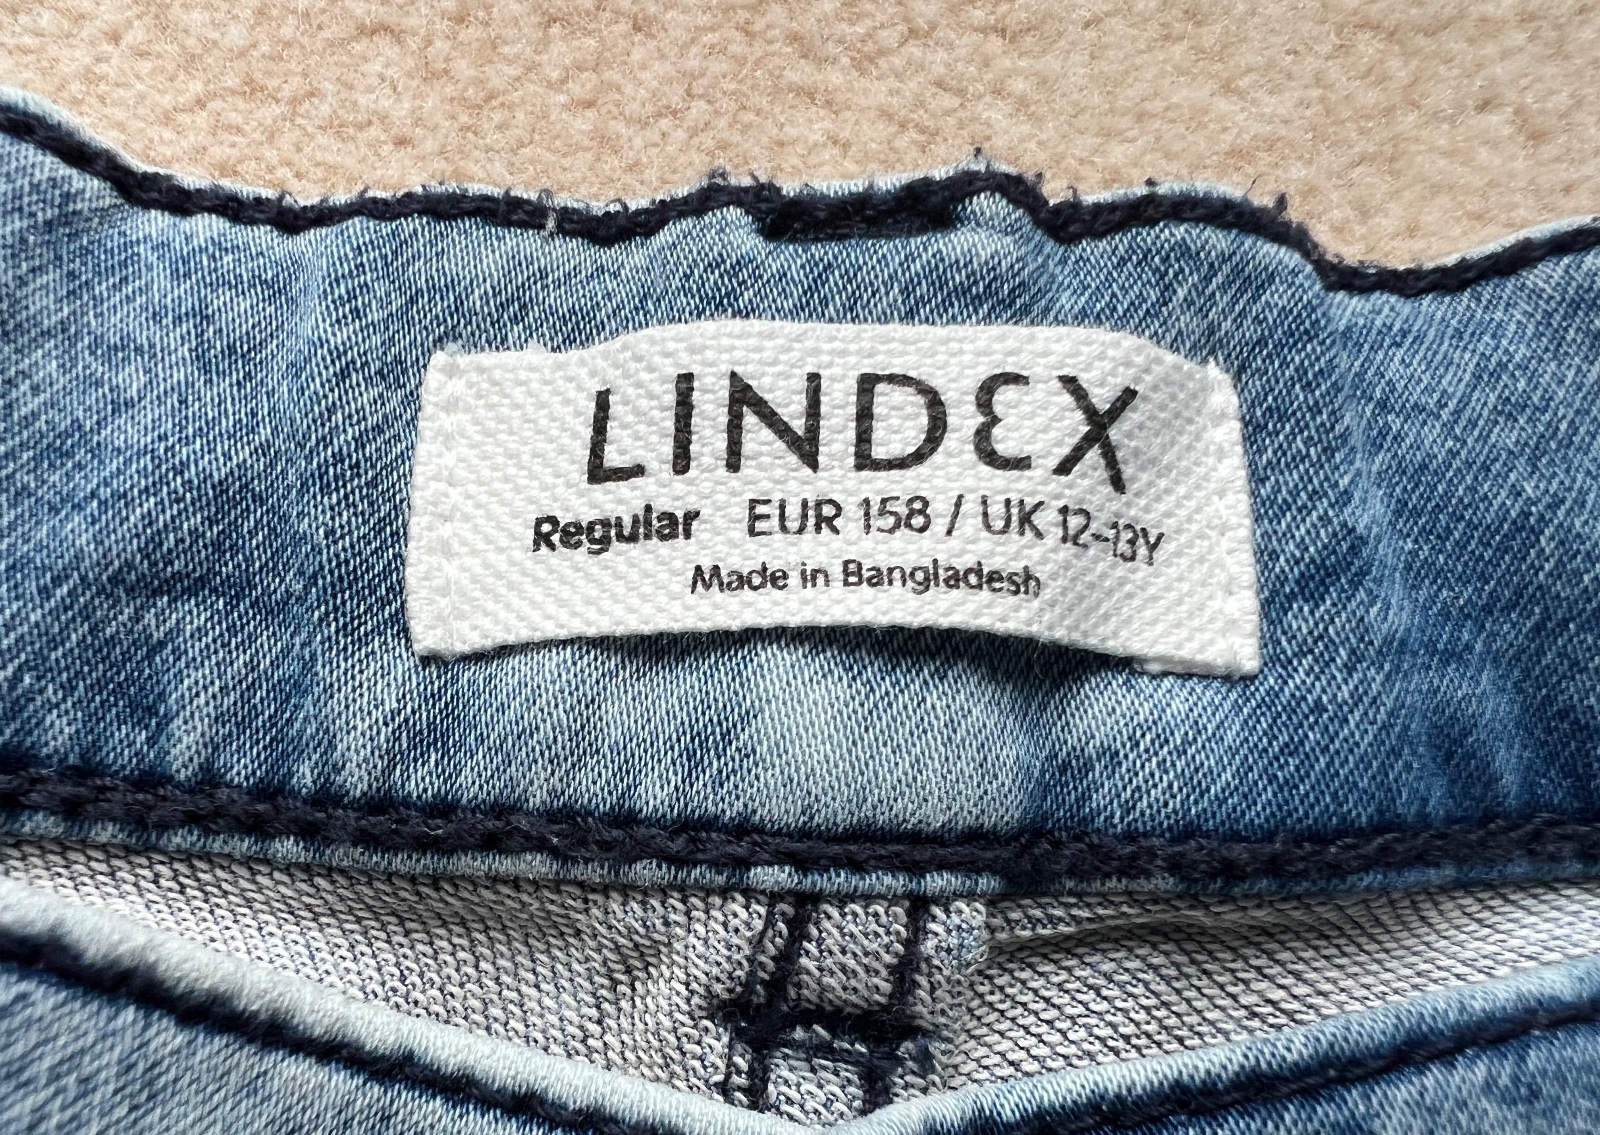 LINDEX
Regular EUR 158 / UK 12-13Y
Made in Bangladesh